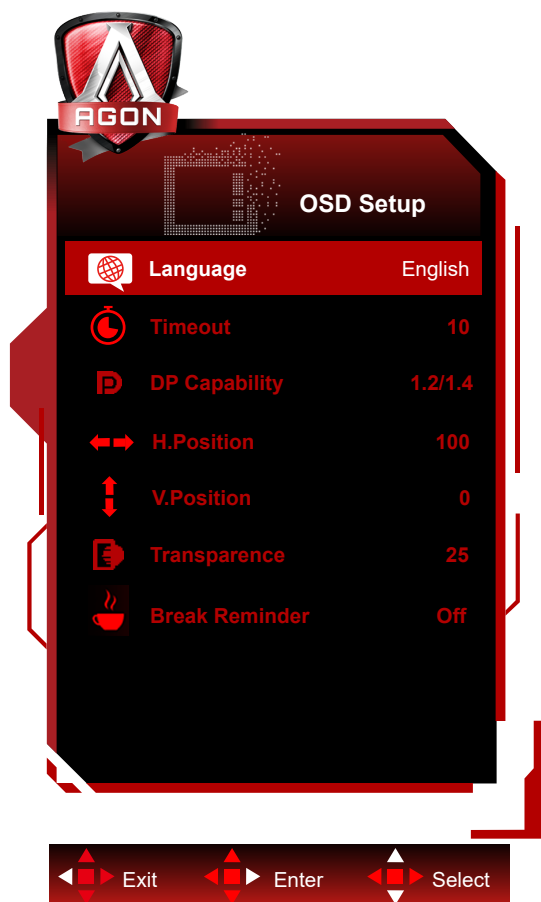 AGON
OSD Setup
Language English
Timeout 10
DP Capability 1.2/1.4
H.Position 100
V.Position 0
Transparence 25
Break Reminder Off
Exit Enter Select